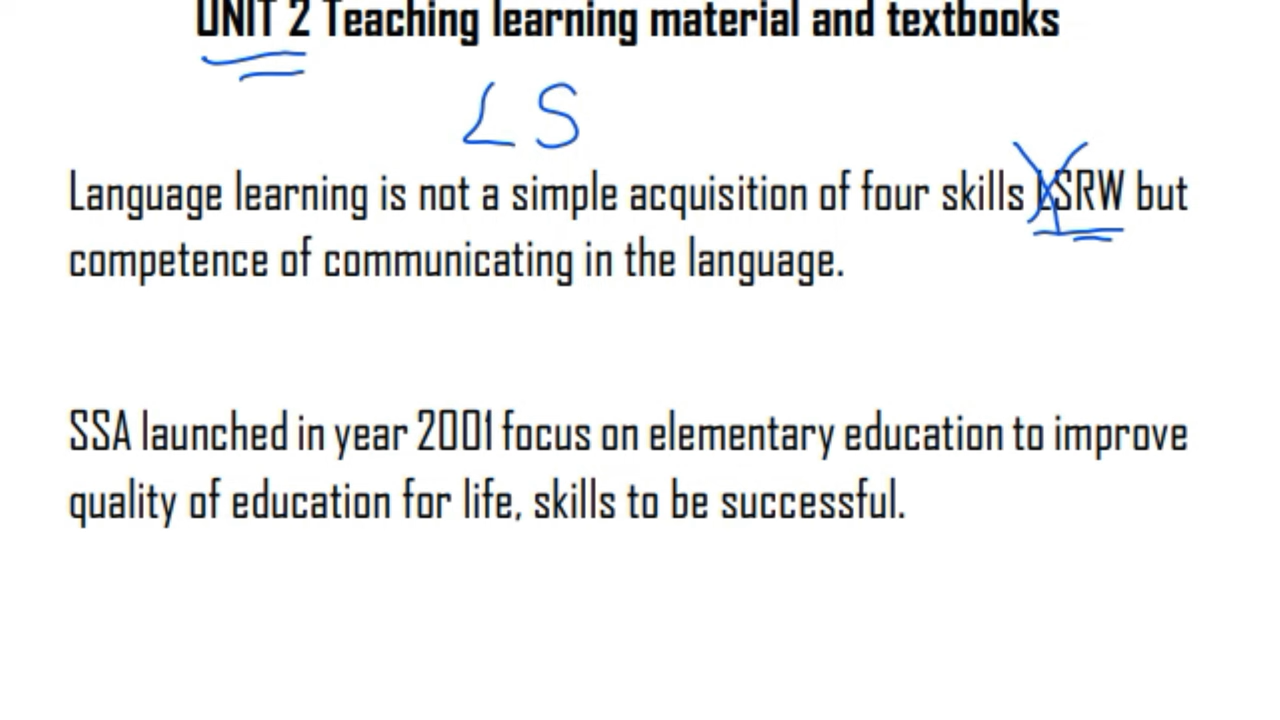 UNIT 2 Teaching learning material and textbooks
L S
Language learning is not a simple acquisition of four skills LSRW but
competence of communicating in the language.
SSA launched in year 2001 focus on elementary education to improve
quality of education for life, skills to be successful.